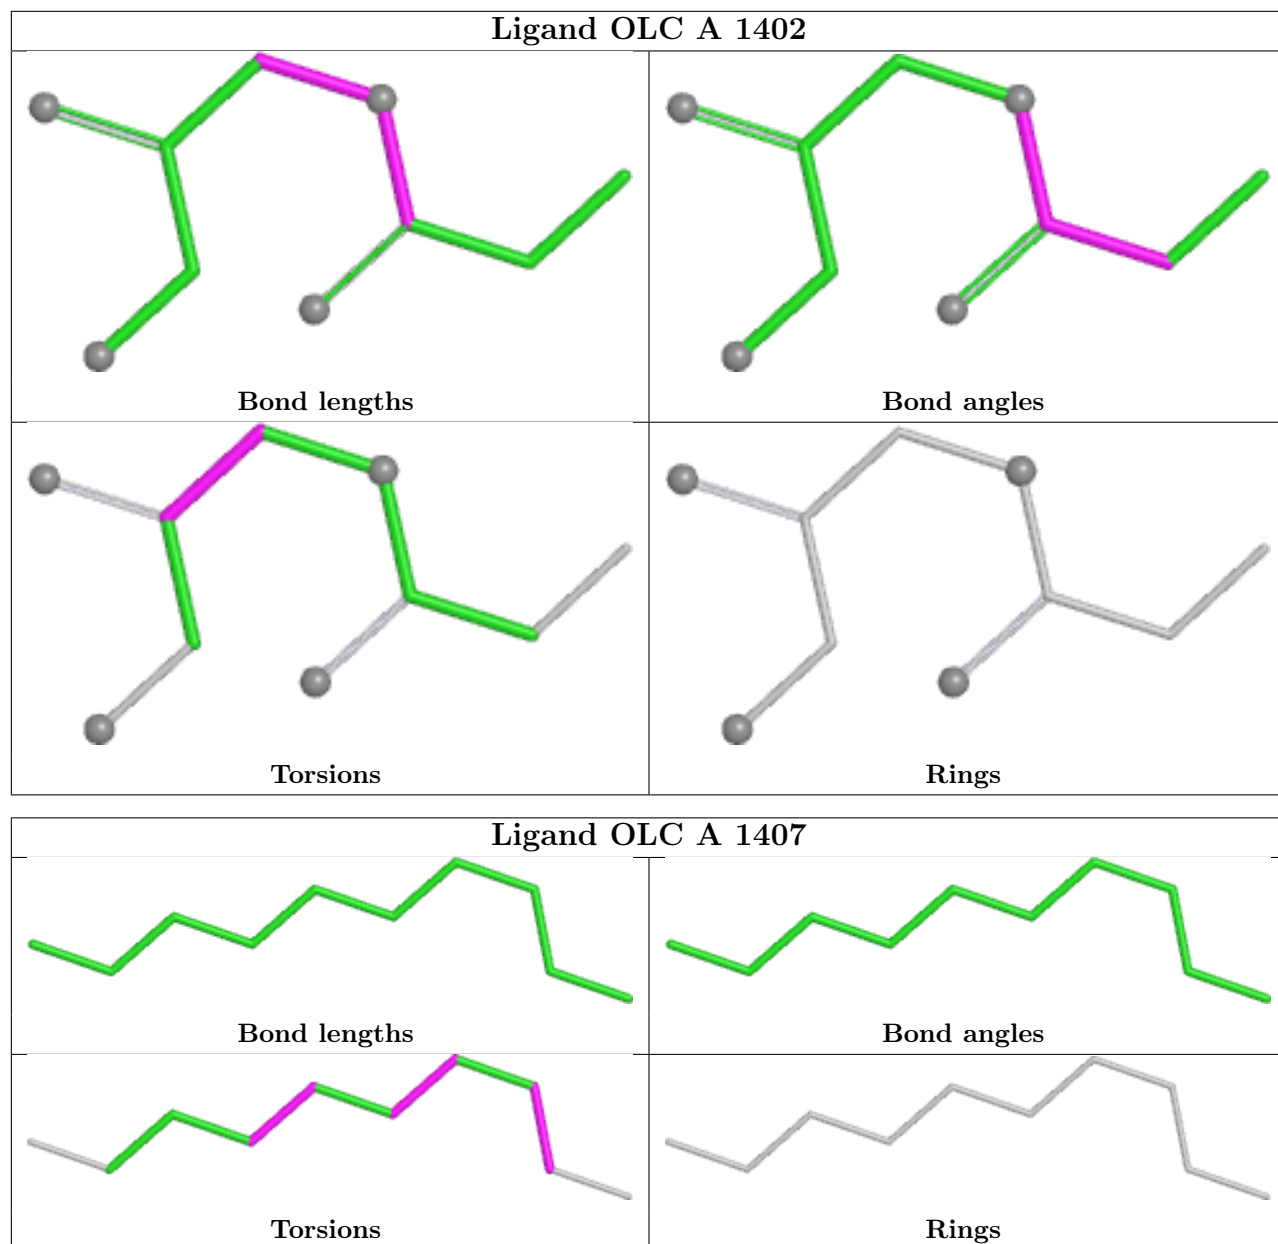 Ligand OLC A 1402
Bond lengths
Bond angles
Torsions
Rings
Ligand OLC A 1407
Bond lengths
Bond angles
Torsions
Rings